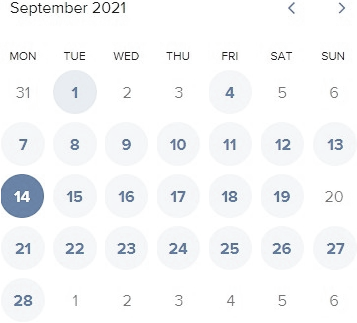 September 2021
MON TUE WED THU FRI SAT SUN
31 1 2 3 4 5 6
7 8 9 10 11 12 13
14 15 16 17 18 19 20
21 22 23 24 25 26 27
28 1 2 3 4 5 6